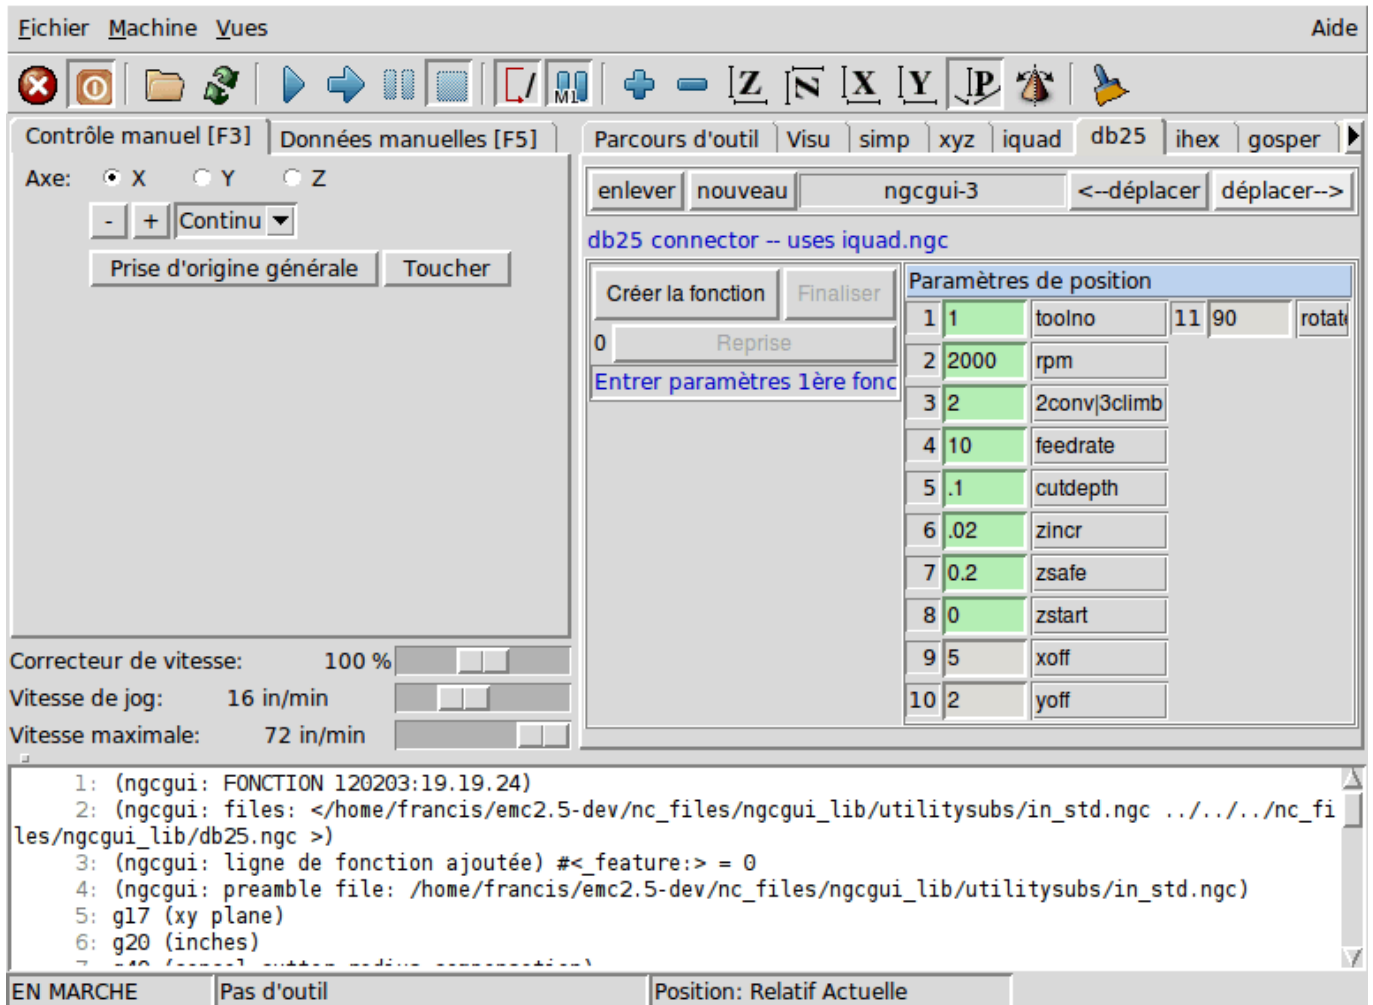 Fichier Machine Vues Aide
M1 Z N X Y P
Contrôle manuel [F3] Données manuelles [F5]
Axe: X Y Z
- + Continu
Prise d'origine générale Toucher
Parcours d'outil Visu simp xyz iquad db25 ihex gosper
enlever nouveau ngcgui-3 <--déplacer déplacer-->
db25 connector -- uses iquad.ngc
Créer la fonction Finaliser
0 Reprise
Entrer paramètres 1ère fonc
Paramètres de position
1 1 toolno 11 90 rotate
2 2000 rpm
3 2 2conv|3climb
4 10 feedrate
5 .1 cutdepth
6 .02 zincr
7 0.2 zsafe
8 0 zstart
9 5 xoff
10 2 yoff
Correcteur de vitesse: 100 %
Vitesse de jog: 16 in/min
Vitesse maximale: 72 in/min
1: (ngcgui: FONCTION 120203:19.19.24)
2: (ngcgui: files: </home/francis/emc2.5-dev/nc_files/ngcgui_lib/utilitysubs/in_std.ngc ../../../nc_fi
les/ngcgui_lib/db25.ngc >)
3: (ngcgui: ligne de fonction ajoutée) #<_feature:> = 0
4: (ngcgui: preamble file: /home/francis/emc2.5-dev/nc_files/ngcgui_lib/utilitysubs/in_std.ngc)
5: g17 (xy plane)
6: g20 (inches)
EN MARCHE Pas d'outil Position: Relatif Actuelle